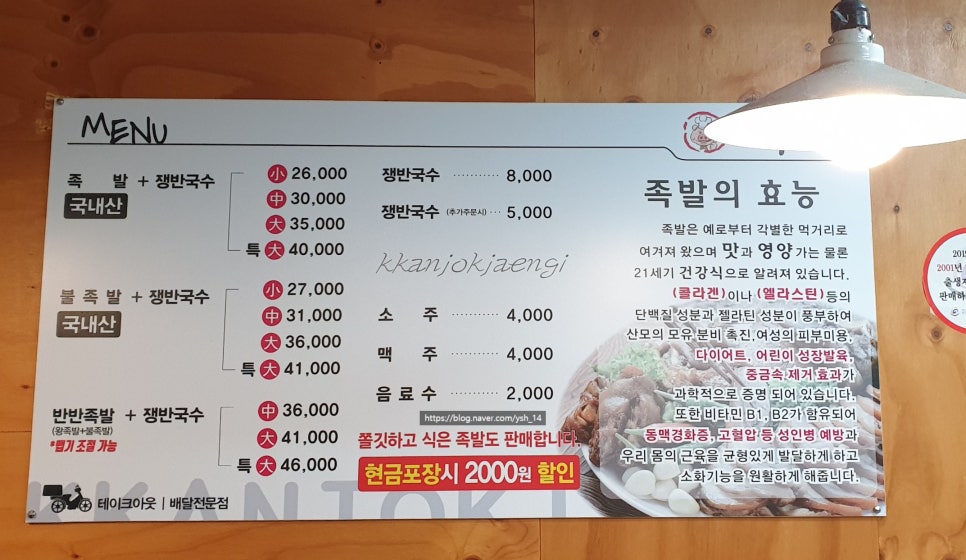 MENU
족 발 + 쟁반국수
국내산
小 26,000
中 30,000
大 35,000
특 大 40,000
불 족 발 + 쟁반국수
국내산
小 27,000
中 31,000
大 36,000
특 大 41,000
반반족발 + 쟁반국수
(왕족발+불족발)
*맵기 조절 가능
中 36,000
大 41,000
특 大 46,000
테이크아웃 | 배달전문점
쟁반국수 ·········· 8,000
쟁반국수 (추가주문시) ··· 5,000
kkanjokjaengi
소 주 4,000
맥 주 4,000
음 료 수 2,000
https://blog.naver.com/ysh_14
쫄깃하고 식은 족발도 판매합니다.
현금포장시 2000원 할인
KKANJOKJ
족발의 효능
족발은 예로부터 각별한 먹거리로
여겨져 왔으며 맛과 영양가는 물론
21세기 건강식으로 알려져 있습니다.
(콜라겐)이나 (엘라스틴)등의
단백질 성분과 젤라틴 성분이 풍부하여
산모의 모유 분비 촉진,여성의 피부미용,
다이어트, 어린이 성장발육,
중금속 제거 효과가
과학적으로 증명 되어 있습니다.
또한 비타민 B1, B2가 함유되어
동맥경화증, 고혈압 등 성인병 예방과
우리 몸의 근육을 균형있게 발달하게 하고
소화기능을 원활하게 해줍니다.
2001년
출생
판매하